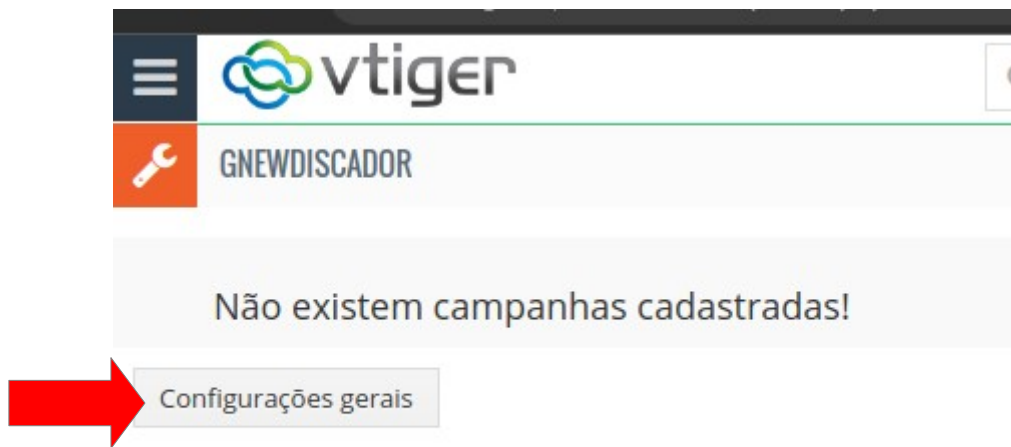 vtiger
GNEWDISCADOR
Não existem campanhas cadastradas!
Configurações gerais